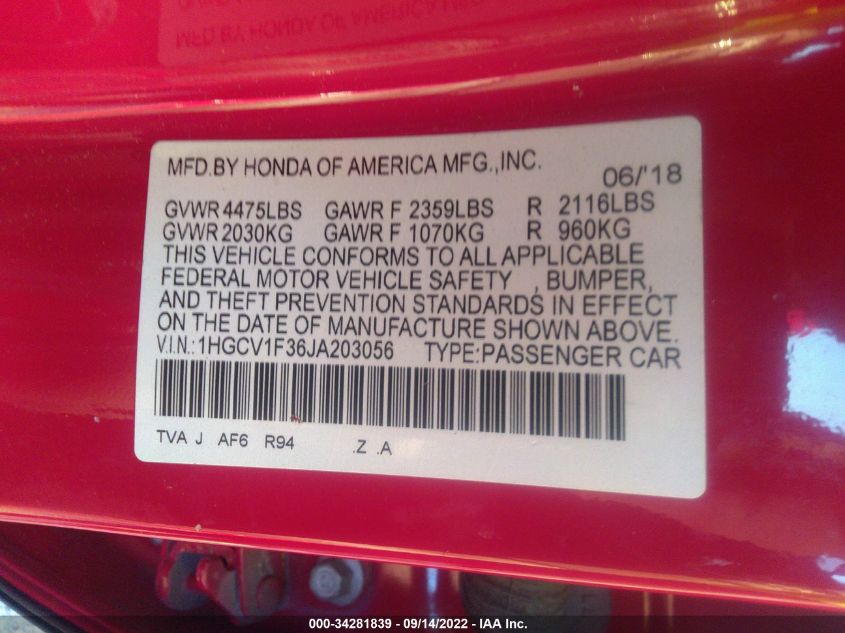 MFD.BY HONDA OF AMERICA MFG.,INC. 06/'18
GVWR 4475LBS GAWR F 2359LBS R 2116LBS
GVWR 2030KG GAWR F 1070KG R 960KG
THIS VEHICLE CONFORMS TO ALL APPLICABLE
FEDERAL MOTOR VEHICLE SAFETY , BUMPER,
AND THEFT PREVENTION STANDARDS IN EFFECT
ON THE DATE OF MANUFACTURE SHOWN ABOVE.
V.I.N.:1HGCV1F36JA203056 TYPE:PASSENGER CAR
TVA J AF6 R94 .Z .A
000-34281839 - 09/14/2022 - IAA Inc.